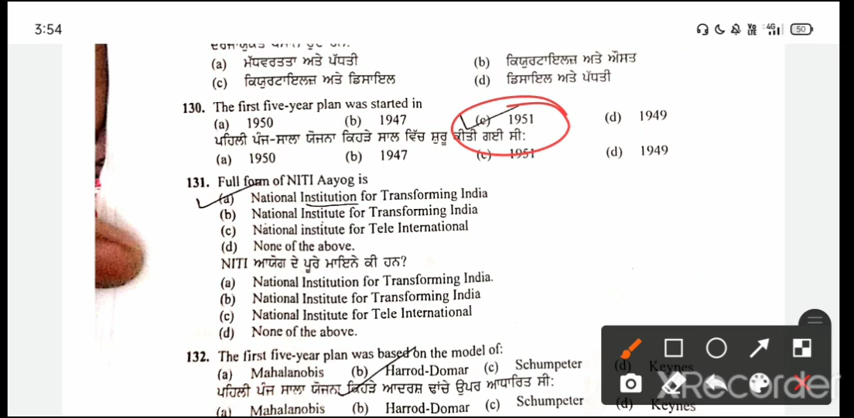 3:54
50
(a) ਮੱਧਵਰਤਤਾ ਅਤੇ ਪੱਧਤੀ (b) ਕਿਯੁਰਟਾਇਲਜ਼ ਅਤੇ ਔਸਤ
(c) ਕਿਯੁਰਟਾਇਲਜ਼ ਅਤੇ ਡਿਸਾਇਲ (d) ਡਿਸਾਇਲ ਅਤੇ ਪੱਧਤੀ
130. The first five-year plan was started in
(a) 1950 (b) 1947 (c) 1951 (d) 1949
ਪਹਿਲੀ ਪੰਜ-ਸਾਲਾ ਯੋਜਨਾ ਕਿਹੜੇ ਸਾਲ ਵਿੱਚ ਸ਼ੁਰੂ ਕੀਤੀ ਗਈ ਸੀ:
(a) 1950 (b) 1947 (c) 1951 (d) 1949
131. Full form of NITI Aayog is
(a) National Institution for Transforming India
(b) National Institute for Transforming India
(c) National institute for Tele International
(d) None of the above.
NITI ਆਯੋਗ ਦੇ ਪੂਰੇ ਮਾਇਨੇ ਕੀ ਹਨ?
(a) National Institution for Transforming India.
(b) National Institute for Transforming India
(c) National Institute for Tele International
(d) None of the above.
132. The first five-year plan was based on the model of:
(a) Mahalanobis (b) Harrod-Domar (c) Schumpeter (d) Keynes
ਪਹਿਲੀ ਪੰਜ ਸਾਲਾ ਯੋਜਨਾ ਕਿਹੜੇ ਆਦਰਸ਼ ਢਾਂਚੇ ਉਪਰ ਆਧਾਰਿਤ ਸੀ:
(a) Mahalanobis (b) Harrod-Domar (c) Schumpeter (d) Keynes
XRecorder